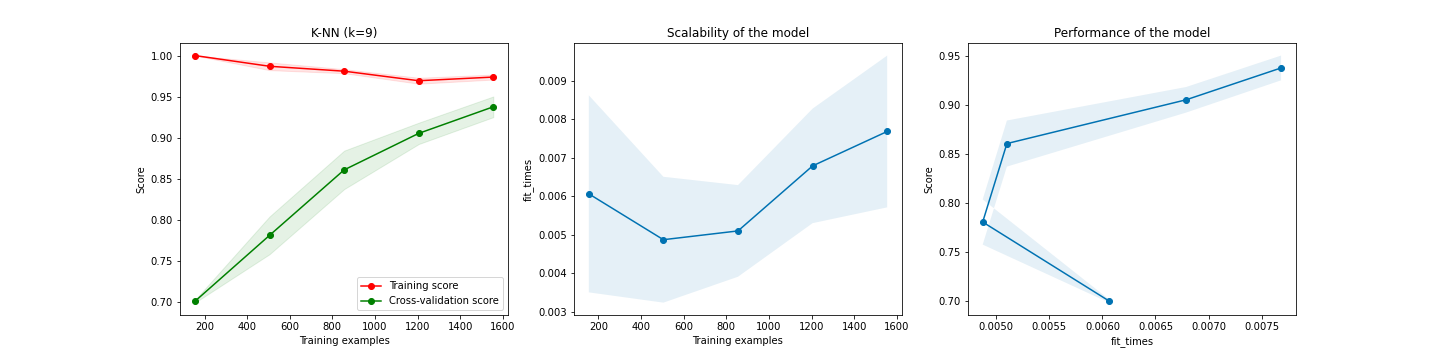 K-NN (k=9)
1.00
0.95
0.90
0.85
0.80
0.75
0.70
Score
200 400 600 800 1000 1200 1400 1600
Training examples
Training score
Cross-validation score
Scalability of the model
0.009
0.008
0.007
0.006
0.005
0.004
0.003
fit_times
200 400 600 800 1000 1200 1400 1600
Training examples
Performance of the model
0.95
0.90
0.85
0.80
0.75
0.70
Score
0.0050 0.0055 0.0060 0.0065 0.0070 0.0075
fit_times